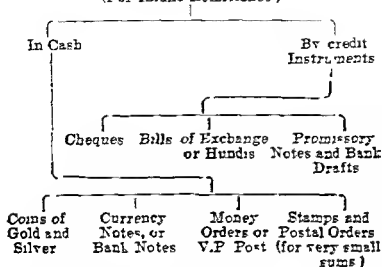 In Cash
By credit
Instruments
Cheques Bills of Exchange Promissory
or Hundis Notes and Bank
Drafts
Coins of Currency Money Stamps and
Gold and Notes, or Orders or Postal Orders
Silver Bank Notes V.P Post (for very small
sums)